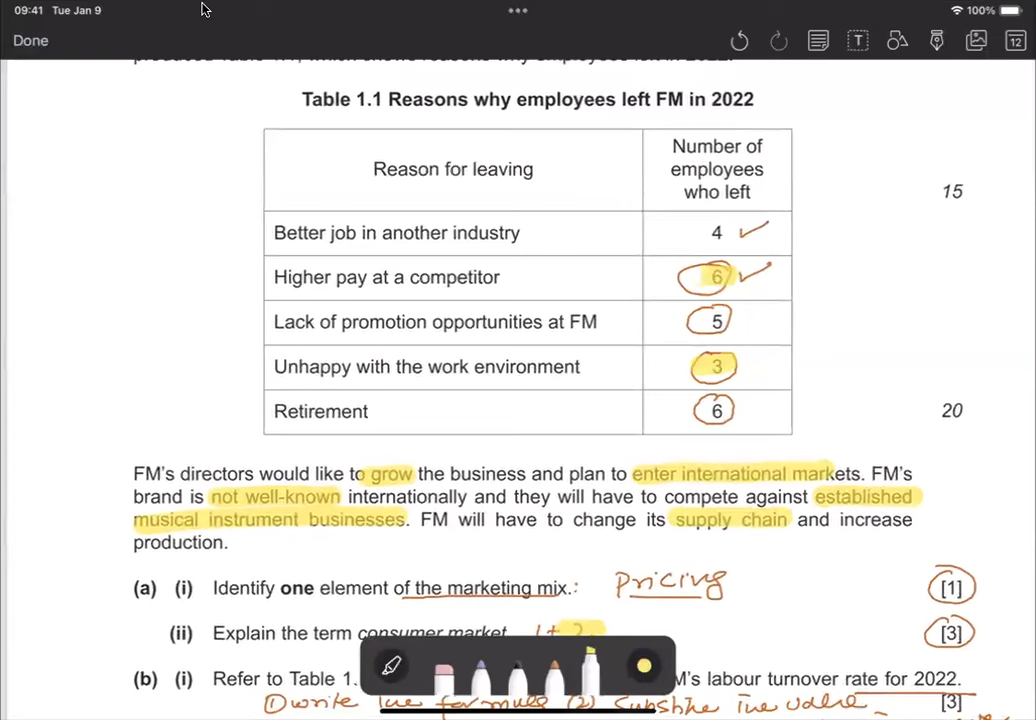 09:41 Tue Jan 9
100%
Done
T
12
Table 1.1 Reasons why employees left FM in 2022
Reason for leaving
Number of employees who left
15
Better job in another industry 4
Higher pay at a competitor 6
Lack of promotion opportunities at FM 5
Unhappy with the work environment 3
Retirement 6
20
FM's directors would like to grow the business and plan to enter international markets. FM's
brand is not well-known internationally and they will have to compete against established
musical instrument businesses. FM will have to change its supply chain and increase
production.
(a) (i) Identify one element of the marketing mix.: Pricing [1]
(ii) Explain the term consumer market. 1+2 [3]
(b) (i) Refer to Table 1. M's labour turnover rate for 2022.
①write the formule (2) Substitute the value [3]